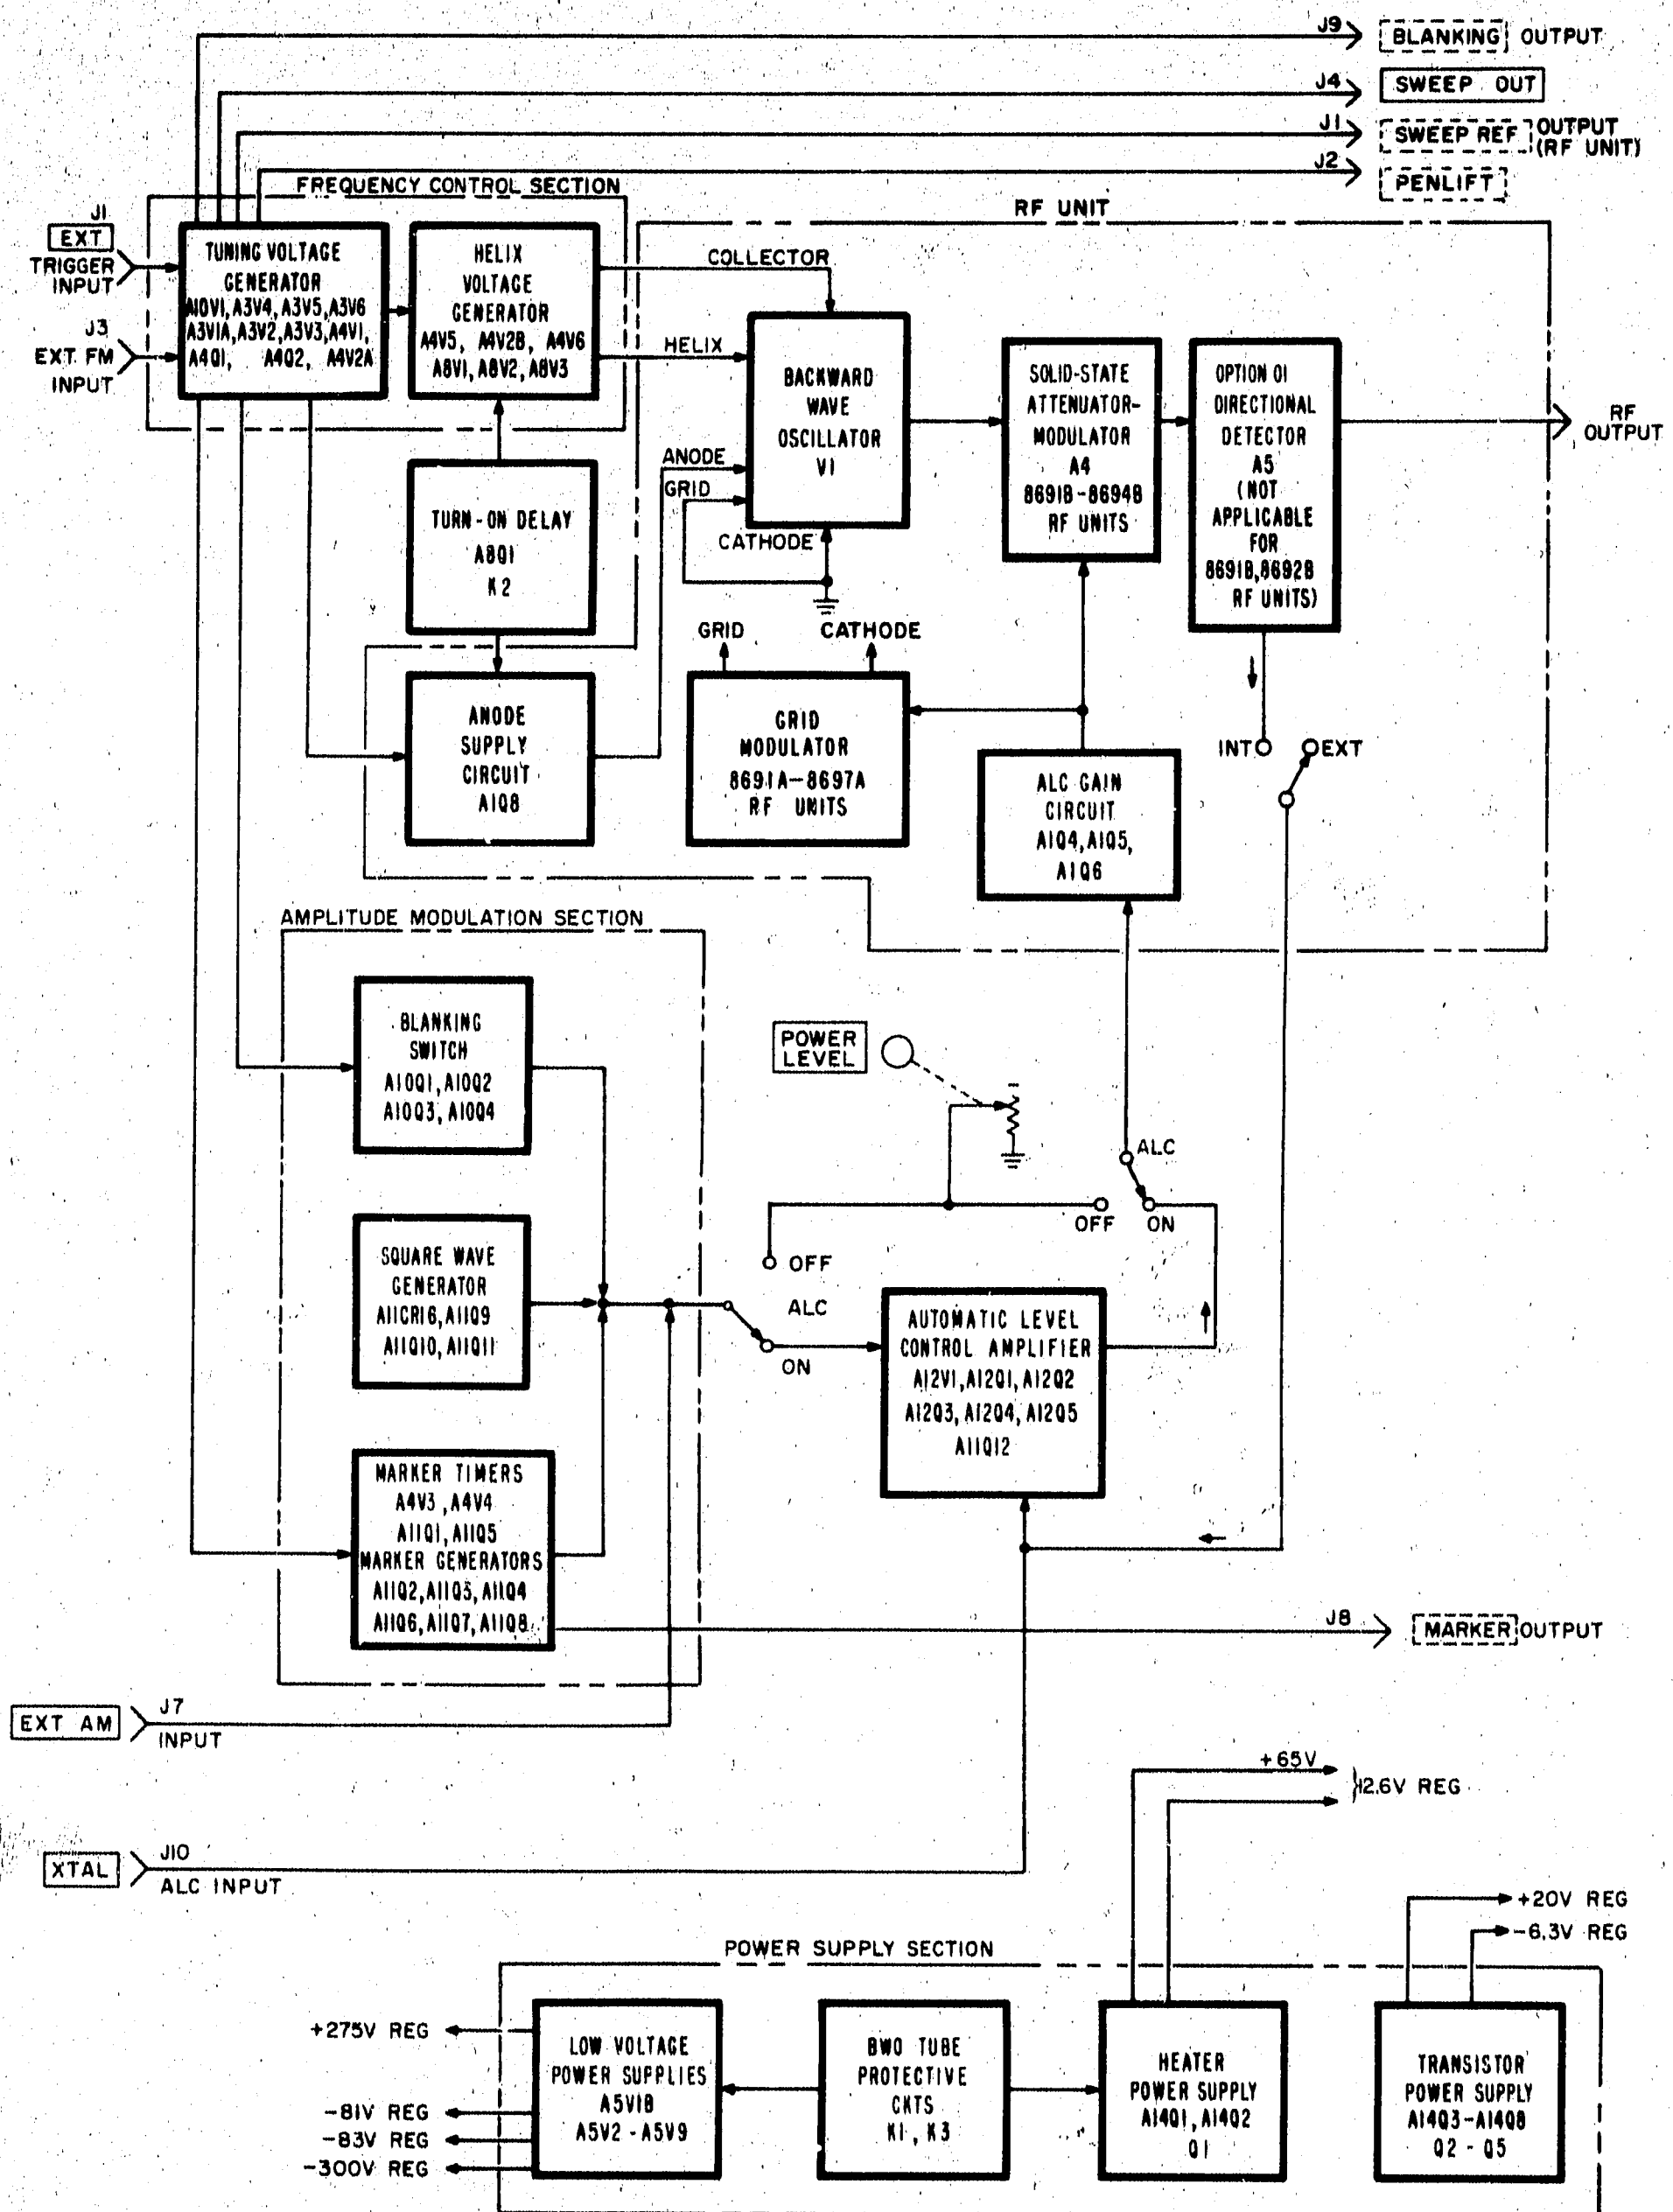 J9
BLANKING OUTPUT
J4
SWEEP OUT
J1
SWEEP REF OUTPUT
(RF UNIT)
J2
PENLIFT
FREQUENCY CONTROL SECTION
RF UNIT
J1
EXT
TRIGGER
INPUT
J3
EXT FM
INPUT
TUNING VOLTAGE
GENERATOR
A10V1, A3V4, A3V5, A3V6
A3V1A, A3V2, A3V3, A4V1,
A4Q1, A4Q2, A4V2A
HELIX
VOLTAGE
GENERATOR
A4V5, A4V2B, A4V6
A8V1, A8V2, A8V3
COLLECTOR
HELIX
ANODE
GRID
CATHODE
BACKWARD
WAVE
OSCILLATOR
V1
SOLID-STATE
ATTENUATOR-
MODULATOR
A4
8691B-8694B
RF UNITS
OPTION 01
DIRECTIONAL
DETECTOR
A5
(NOT
APPLICABLE
FOR
8691B, 8692B
RF UNITS)
RF
OUTPUT
TURN-ON DELAY
A8Q1
K2
ANODE
SUPPLY
CIRCUIT
A1Q8
GRID
CATHODE
GRID
MODULATOR
8691A-8697A
RF UNITS
ALC GAIN
CIRCUIT
A1Q4, A1Q5,
A1Q6
INT
EXT
AMPLITUDE MODULATION SECTION
BLANKING
SWITCH
A10Q1, A10Q2
A10Q3, A10Q4
SQUARE WAVE
GENERATOR
A11CR16, A11Q9
A11Q10, A11Q11
MARKER TIMERS
A4V3, A4V4
A11Q1, A11Q5
MARKER GENERATORS
A11Q2, A11Q3, A11Q4
A11Q6, A11Q7, A11Q8
POWER
LEVEL
ALC
OFF
ON
OFF
ALC
ON
AUTOMATIC LEVEL
CONTROL AMPLIFIER
A12V1, A12Q1, A12Q2
A12Q3, A12Q4, A12Q5
A11Q12
J8
MARKER OUTPUT
EXT AM
J7
INPUT
XTAL
J10
ALC INPUT
+65V
12.6V REG
+20V REG
-6.3V REG
POWER SUPPLY SECTION
+275V REG
-81V REG
-83V REG
-300V REG
LOW VOLTAGE
POWER SUPPLIES
A5V1B
A5V2 - A5V9
BWO TUBE
PROTECTIVE
CKTS
K1, K3
HEATER
POWER SUPPLY
A14Q1, A14Q2
Q1
TRANSISTOR
POWER SUPPLY
A14Q3-A14Q8
Q2 - Q5